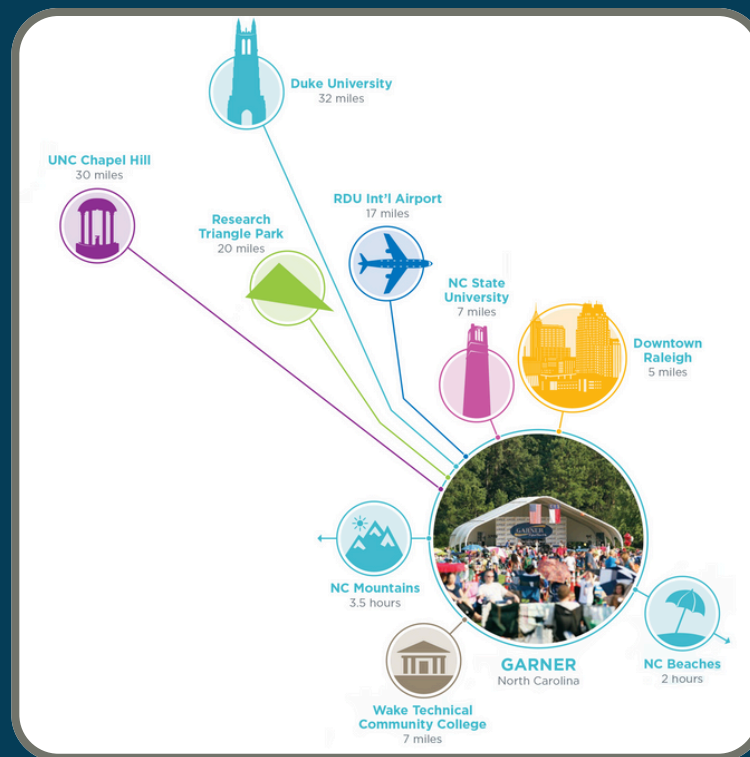 Duke University
32 miles
UNC Chapel Hill
30 miles
RDU Int'l Airport
17 miles
Research
Triangle Park
20 miles
NC State
University
7 miles
Downtown
Raleigh
5 miles
GARNER
NC Mountains
3.5 hours
GARNER
North Carolina
NC Beaches
2 hours
Wake Technical
Community College
7 miles